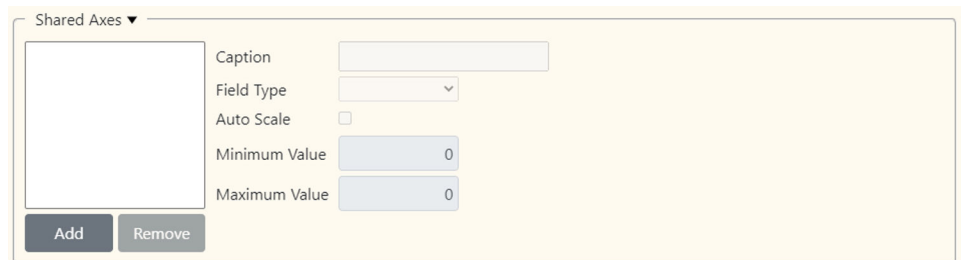 Shared Axes ▼
Caption
Field Type
Auto Scale
Minimum Value 0
Maximum Value 0
Add Remove